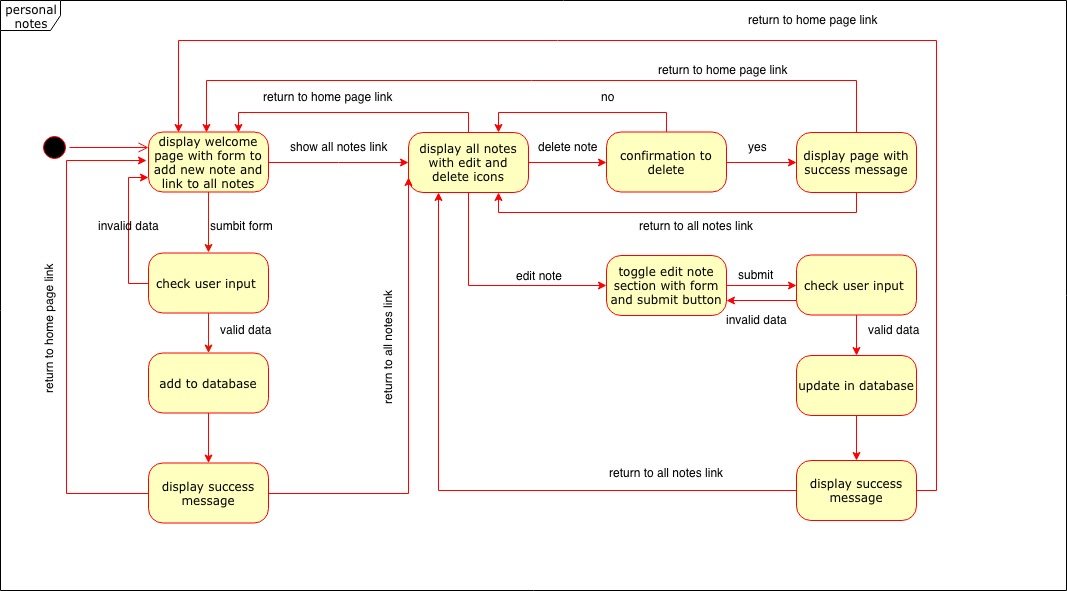 personal
notes
return to home page link
return to home page link
return to home page link
no
display welcome
page with form to
add new note and
link to all notes
show all notes link
display all notes
with edit and
delete icons
delete note
confirmation to
delete
yes
display page with
success message
invalid data
sumbit form
return to all notes link
check user input
edit note
toggle edit note
section with form
and submit button
submit
check user input
invalid data
valid data
valid data
return to home page link
return to all notes link
add to database
update in database
return to all notes link
display success
message
display success
message